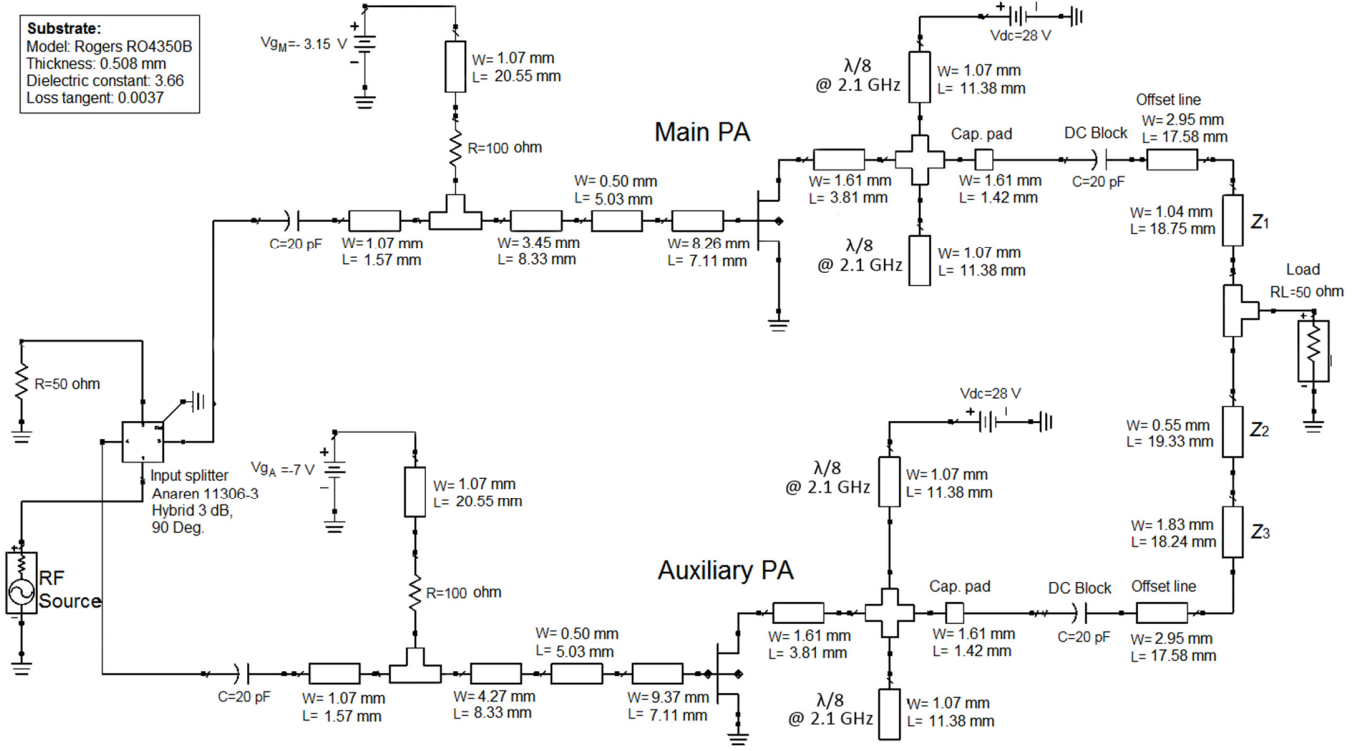 Substrate:
Model: Rogers RO4350B
Thickness: 0.508 mm
Dielectric constant: 3.66
Loss tangent: 0.0037
VgM=- 3.15 V
+
−
W= 1.07 mm
L= 20.55 mm
R=100 ohm
Main PA
C=20 pF
W= 1.07 mm
L= 1.57 mm
W= 3.45 mm
L= 8.33 mm
W= 0.50 mm
L= 5.03 mm
W= 8.26 mm
L= 7.11 mm
W= 1.61 mm
L= 3.81 mm
λ/8
@ 2.1 GHz
W= 1.07 mm
L= 11.38 mm
+
Vdc=28 V
λ/8
@ 2.1 GHz
W= 1.07 mm
L= 11.38 mm
Cap. pad
W= 1.61 mm
L= 1.42 mm
DC Block
C=20 pF
Offset line
W= 2.95 mm
L= 17.58 mm
W= 1.04 mm
L= 18.75 mm
Z1
Load
RL=50 ohm
+
−
W= 0.55 mm
L= 19.33 mm
Z2
W= 1.83 mm
L= 18.24 mm
Z3
R=50 ohm
Input splitter
Anaren 11306-3
Hybrid 3 dB,
90 Deg.
+
RF
Source
VgA =-7 V
+
−
W= 1.07 mm
L= 20.55 mm
R=100 ohm
Auxiliary PA
C=20 pF
W= 1.07 mm
L= 1.57 mm
W= 4.27 mm
L= 8.33 mm
W= 0.50 mm
L= 5.03 mm
W= 9.37 mm
L= 7.11 mm
W= 1.61 mm
L= 3.81 mm
λ/8
@ 2.1 GHz
W= 1.07 mm
L= 11.38 mm
Vdc=28 V
+
λ/8
@ 2.1 GHz
W= 1.07 mm
L= 11.38 mm
Cap. pad
W= 1.61 mm
L= 1.42 mm
DC Block
C=20 pF
Offset line
W= 2.95 mm
L= 17.58 mm